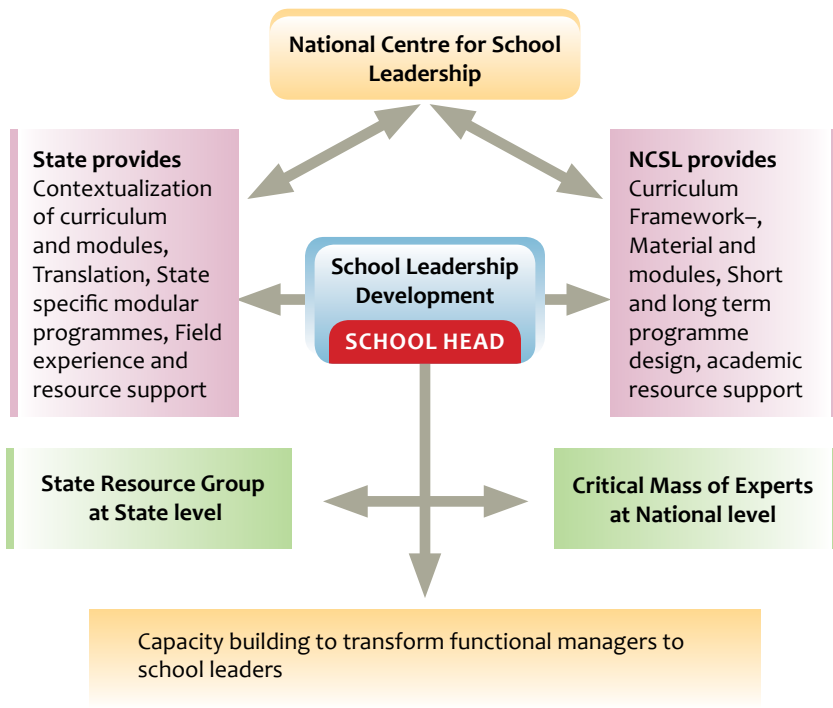 National Centre for School
Leadership
State provides
Contextualization
of curriculum
and modules,
Translation, State
specific modular
programmes, Field
experience and
resource support
School Leadership
Development
SCHOOL HEAD
NCSL provides
Curriculum
Framework–,
Material and
modules, Short
and long term
programme
design, academic
resource support
State Resource Group
at State level
Critical Mass of Experts
at National level
Capacity building to transform functional managers to
school leaders